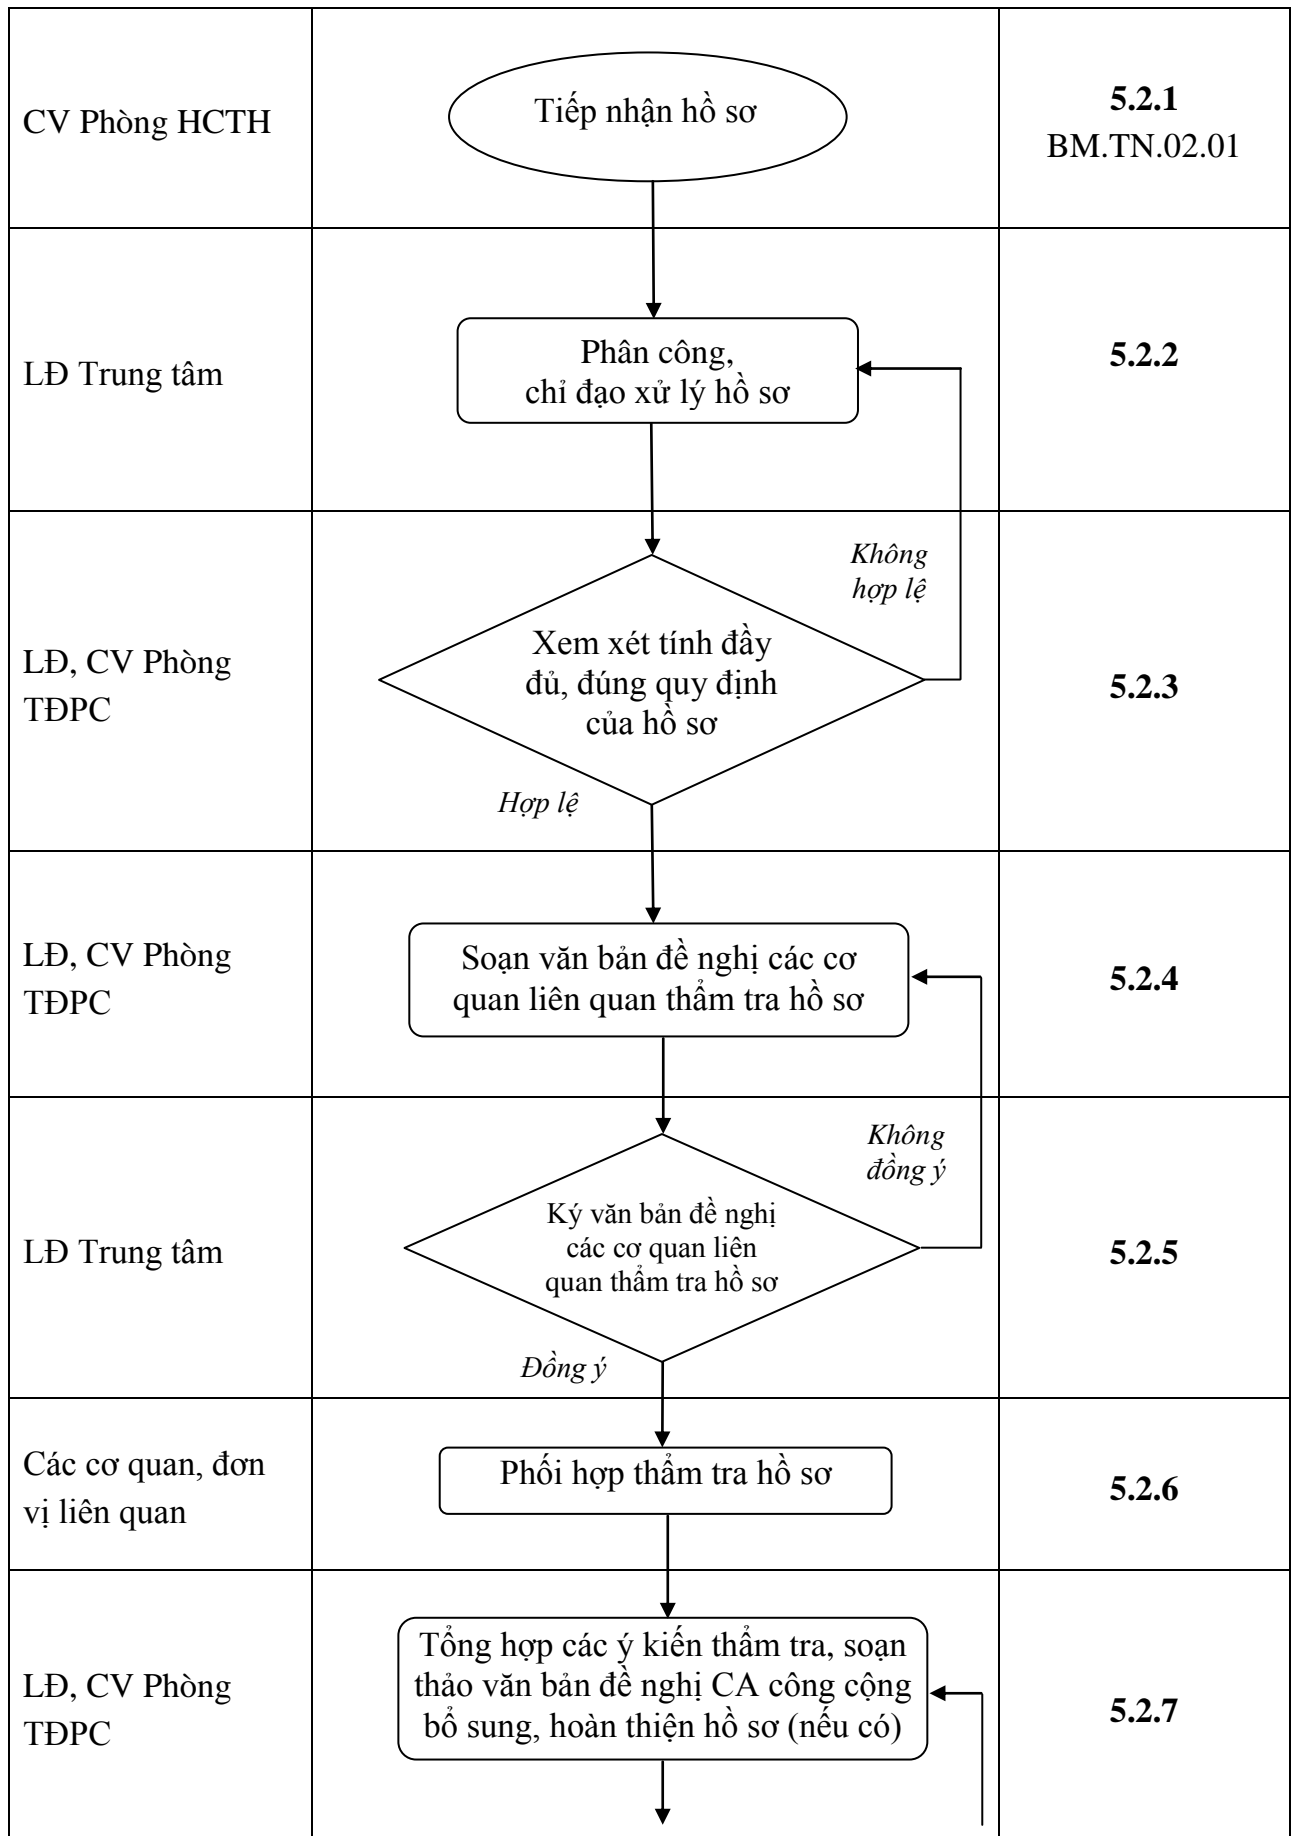 CV Phòng HCTH
Tiếp nhận hồ sơ
5.2.1
BM.TN.02.01
LĐ Trung tâm
Phân công,
chỉ đạo xử lý hồ sơ
5.2.2
LĐ, CV Phòng
TĐPC
Xem xét tính đầy
đủ, đúng quy định
của hồ sơ
Không
hợp lệ
Hợp lệ
5.2.3
LĐ, CV Phòng
TĐPC
Soạn văn bản đề nghị các cơ
quan liên quan thẩm tra hồ sơ
5.2.4
LĐ Trung tâm
Ký văn bản đề nghị
các cơ quan liên
quan thẩm tra hồ sơ
Không
đồng ý
Đồng ý
5.2.5
Các cơ quan, đơn
vị liên quan
Phối hợp thẩm tra hồ sơ
5.2.6
LĐ, CV Phòng
TĐPC
Tổng hợp các ý kiến thẩm tra, soạn
thảo văn bản đề nghị CA công cộng
bổ sung, hoàn thiện hồ sơ (nếu có)
5.2.7